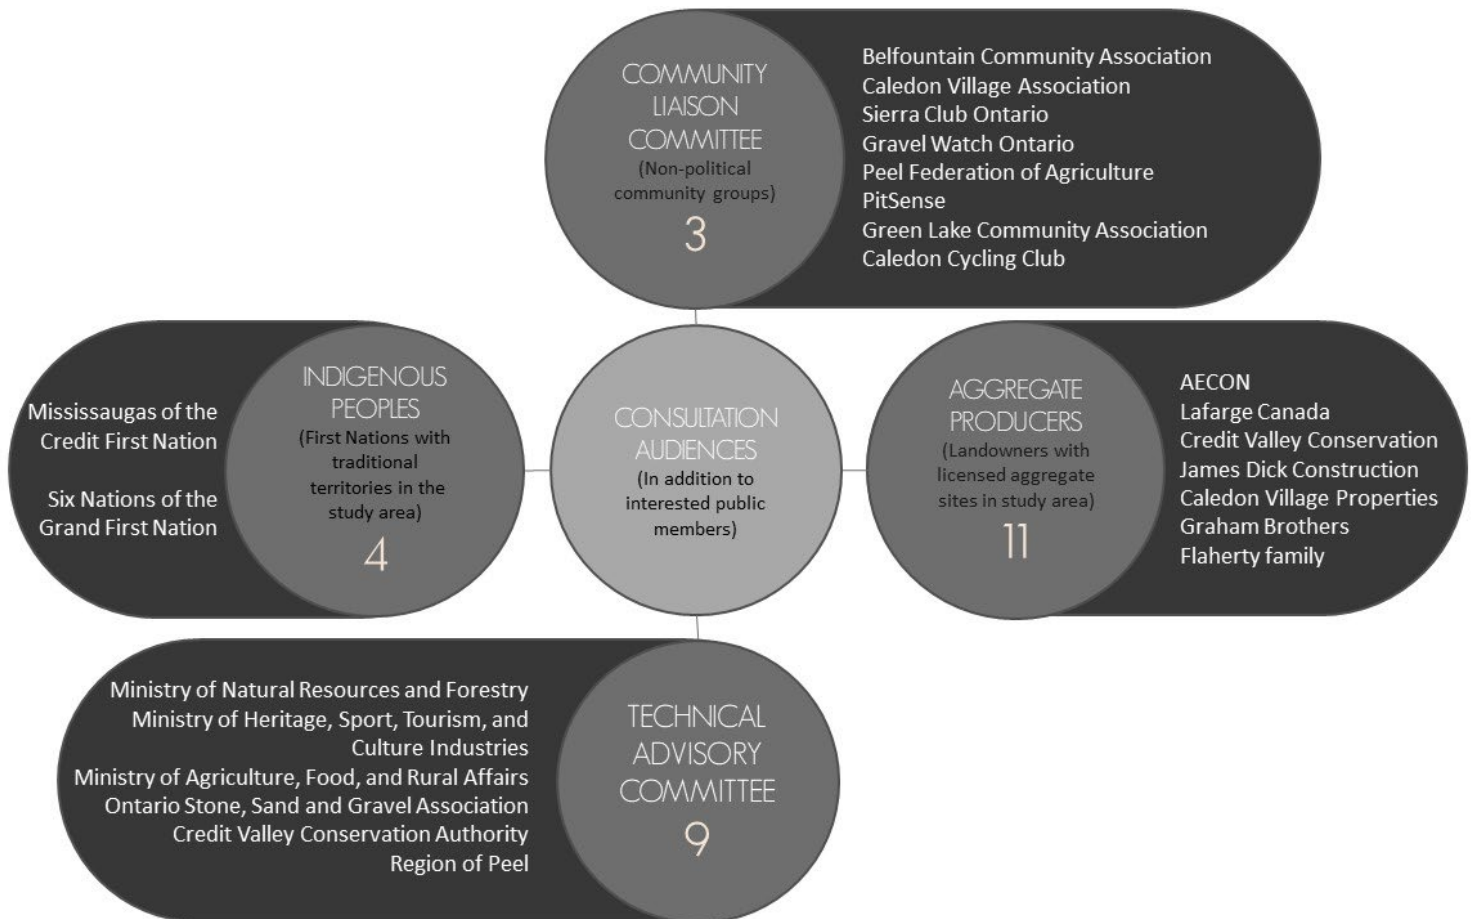 COMMUNITY
LIAISON
COMMITTEE
(Non-political
community groups)
3
Belfountain Community Association
Caledon Village Association
Sierra Club Ontario
Gravel Watch Ontario
Peel Federation of Agriculture
PitSense
Green Lake Community Association
Caledon Cycling Club
Mississaugas of the
Credit First Nation
Six Nations of the
Grand First Nation
INDIGENOUS
PEOPLES
(First Nations with
traditional
territories in the
study area)
4
CONSULTATION
AUDIENCES
(In addition to
interested public
members)
AGGREGATE
PRODUCERS
(Landowners with
licensed aggregate
sites in study area)
11
AECON
Lafarge Canada
Credit Valley Conservation
James Dick Construction
Caledon Village Properties
Graham Brothers
Flaherty family
Ministry of Natural Resources and Forestry
Ministry of Heritage, Sport, Tourism, and
Culture Industries
Ministry of Agriculture, Food, and Rural Affairs
Ontario Stone, Sand and Gravel Association
Credit Valley Conservation Authority
Region of Peel
TECHNICAL
ADVISORY
COMMITTEE
9